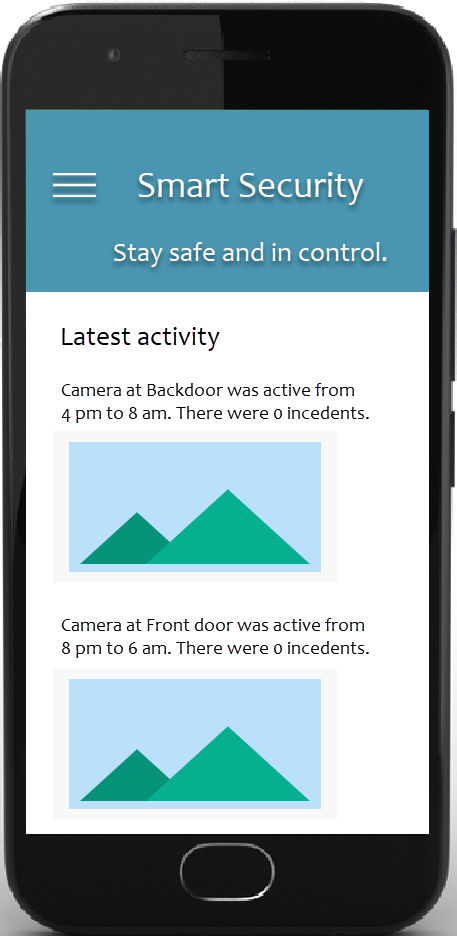 Smart Security
Stay safe and in control.
Latest activity
Camera at Backdoor was active from
4 pm to 8 am. There were 0 incedents.
Camera at Front door was active from
8 pm to 6 am. There were 0 incedents.